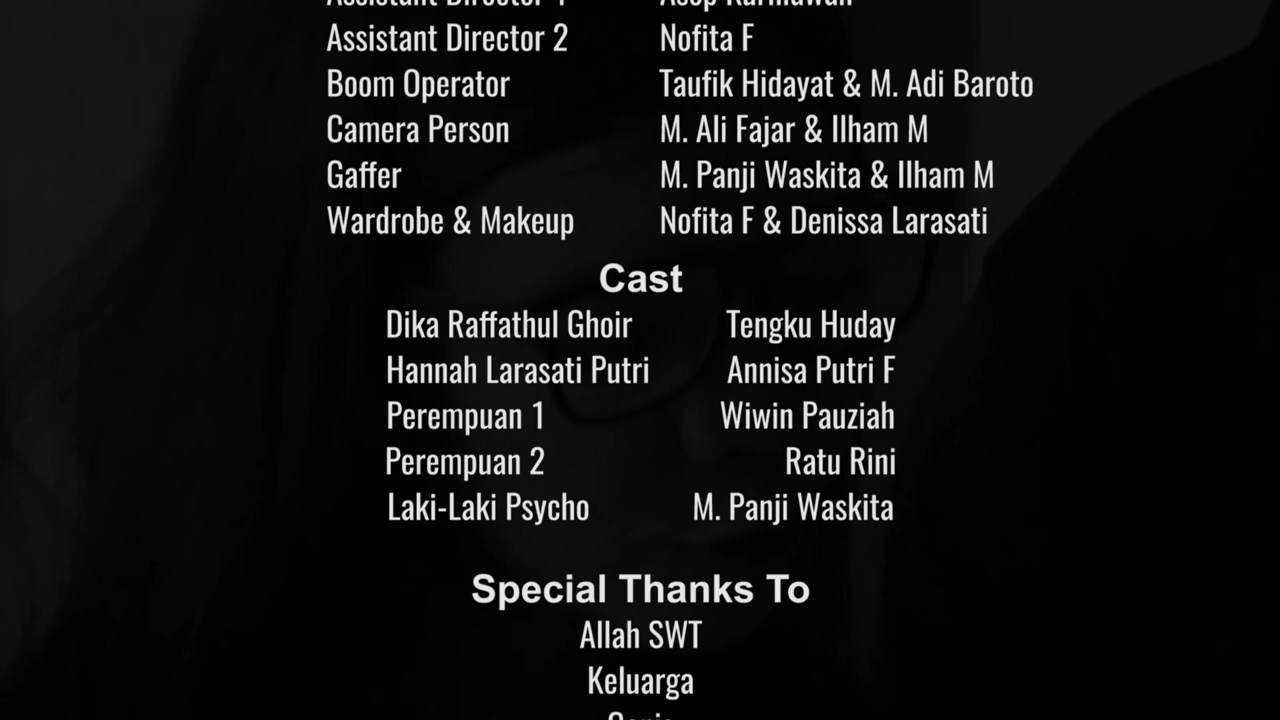 Assistant Director 2 Nofita F
Boom Operator Taufik Hidayat & M. Adi Baroto
Camera Person M. Ali Fajar & Ilham M
Gaffer M. Panji Waskita & Ilham M
Wardrobe & Makeup Nofita F & Denissa Larasati
Cast
Dika Raffathul Ghoir Tengku Huday
Hannah Larasati Putri Annisa Putri F
Perempuan 1 Wiwin Pauziah
Perempuan 2 Ratu Rini
Laki-Laki Psycho M. Panji Waskita
Special Thanks To
Allah SWT
Keluarga